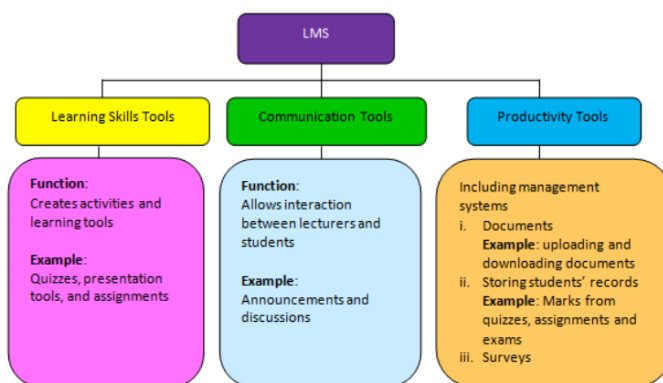 LMS
Learning Skills Tools
Communication Tools
Productivity Tools
Function:
Creates activities and
learning tools
Example:
Quizzes, presentation
tools, and assignments
Function:
Allows interaction
between lecturers and
students
Example:
Announcements and
discussions
Including management
systems
i. Documents
Example: uploading and
downloading documents
ii. Storing students’ records
Example: Marks from
quizzes, assignments and
exams
iii. Surveys